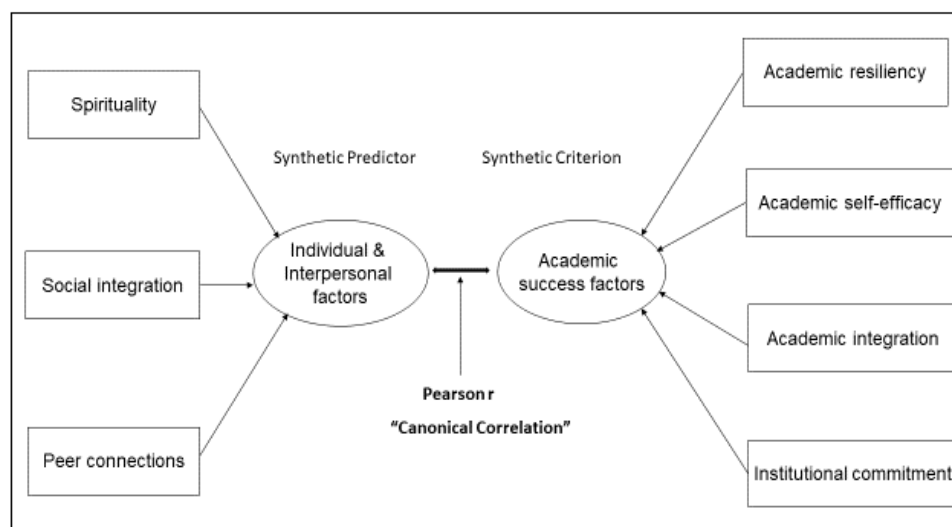 Spirituality
Social integration
Peer connections
Synthetic Predictor
Individual &
Interpersonal
factors
Pearson r
"Canonical Correlation"
Synthetic Criterion
Academic
success factors
Academic resiliency
Academic self-efficacy
Academic integration
Institutional commitment